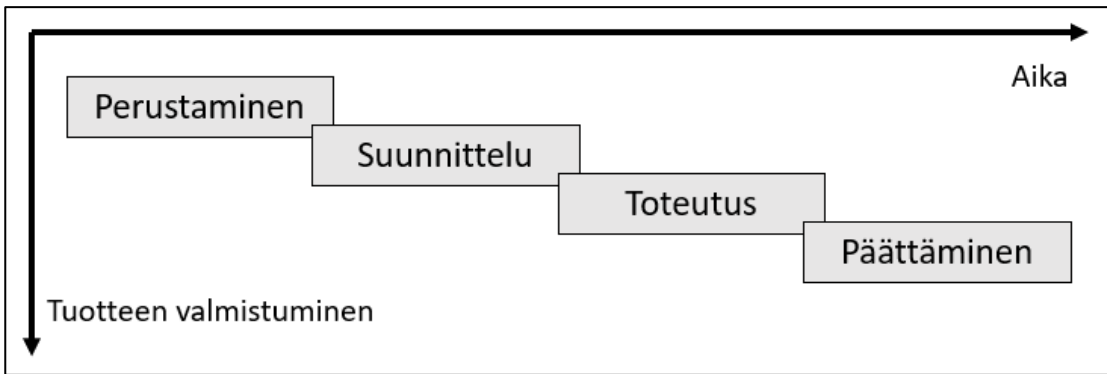 Aika
Perustaminen
Suunnittelu
Toteutus
Päättäminen
Tuotteen valmistuminen